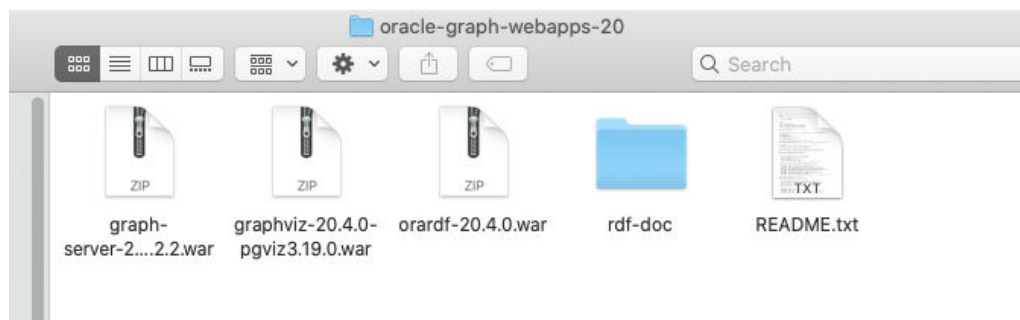 oracle-graph-webapps-20
Search
ZIP
ZIP
ZIP
TXT
graph-
server-2....2.2.war
graphviz-20.4.0-
pgviz3.19.0.war
orardf-20.4.0.war
rdf-doc
README.txt